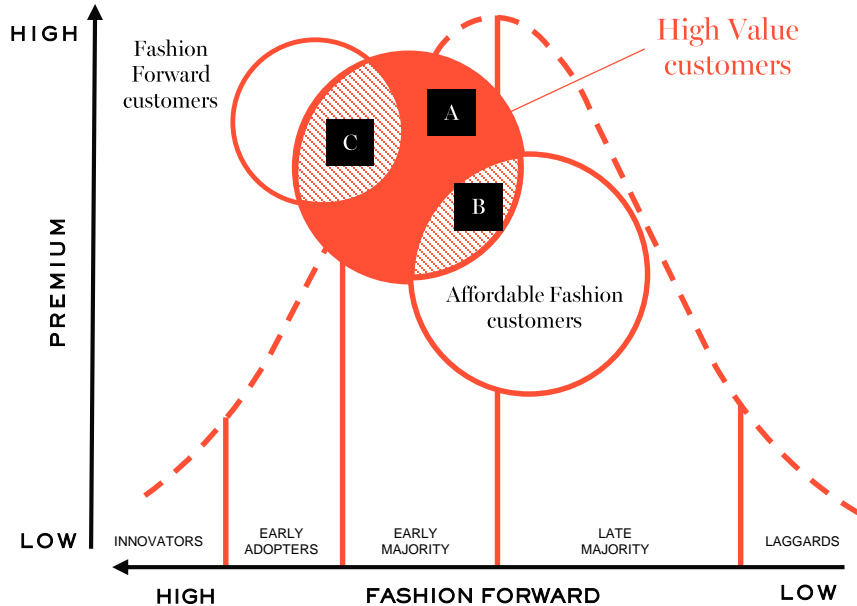 HIGH
Fashion
Forward
customers
High Value
customers
A
C
B
PREMIUM
Affordable Fashion
customers
LOW
INNOVATORS
EARLY
ADOPTERS
EARLY
MAJORITY
LATE
MAJORITY
LAGGARDS
HIGH
FASHION FORWARD
LOW